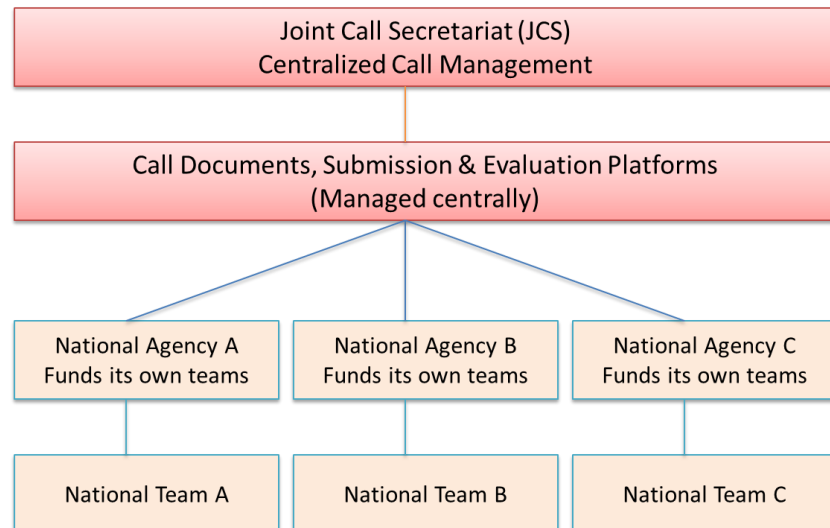 Joint Call Secretariat (JCS)
Centralized Call Management
Call Documents, Submission & Evaluation Platforms
(Managed centrally)
National Agency A
Funds its own teams
National Agency B
Funds its own teams
National Agency C
Funds its own teams
National Team A
National Team B
National Team C